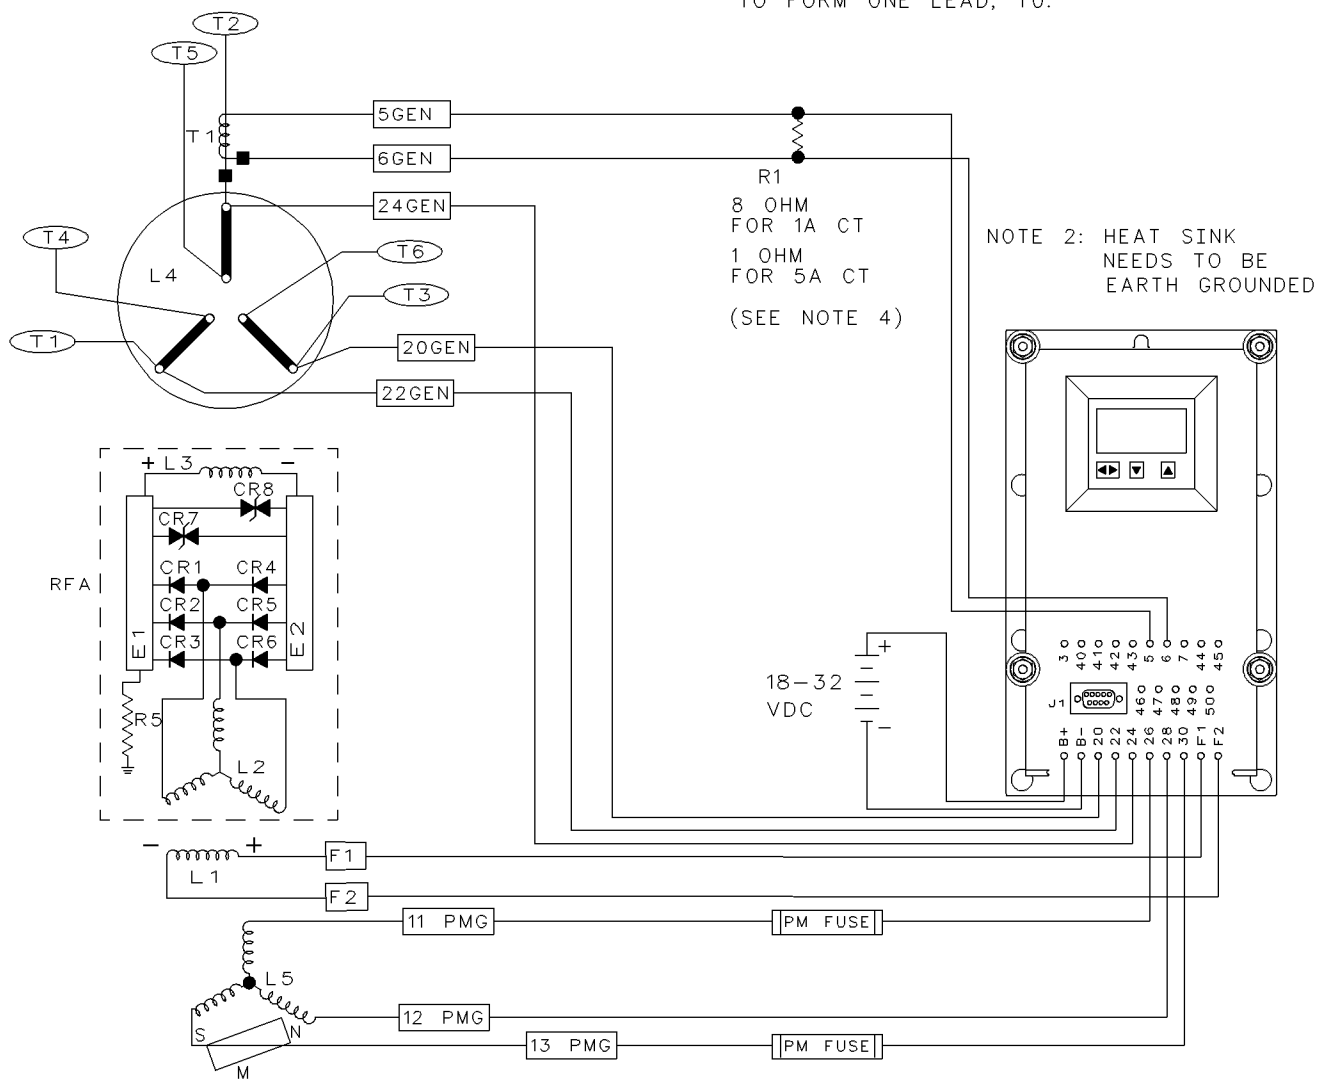 TO FORM ONE LEAD, T0.
T2
T5
5GEN
T1
6GEN
R1
24GEN
8 OHM
FOR 1A CT
1 OHM
FOR 5A CT
(SEE NOTE 4)
NOTE 2: HEAT SINK
NEEDS TO BE
EARTH GROUNDED
T4
T6
L4
T3
T1
20GEN
22GEN
+ L3 -
CR8
CR7
RFA
CR1 CR4
CR2 CR5
CR3 CR6
E1
E2
R5
L2
+
18-32
VDC
-
3 40 41 42 43 5 6 7 44 45
J1
46 47 48 49 50
B+ B- 20 22 24 26 28 30 F1 F2
- +
L1
F1
F2
11 PMG
PM FUSE
L5
12 PMG
S
N
13 PMG
PM FUSE
M